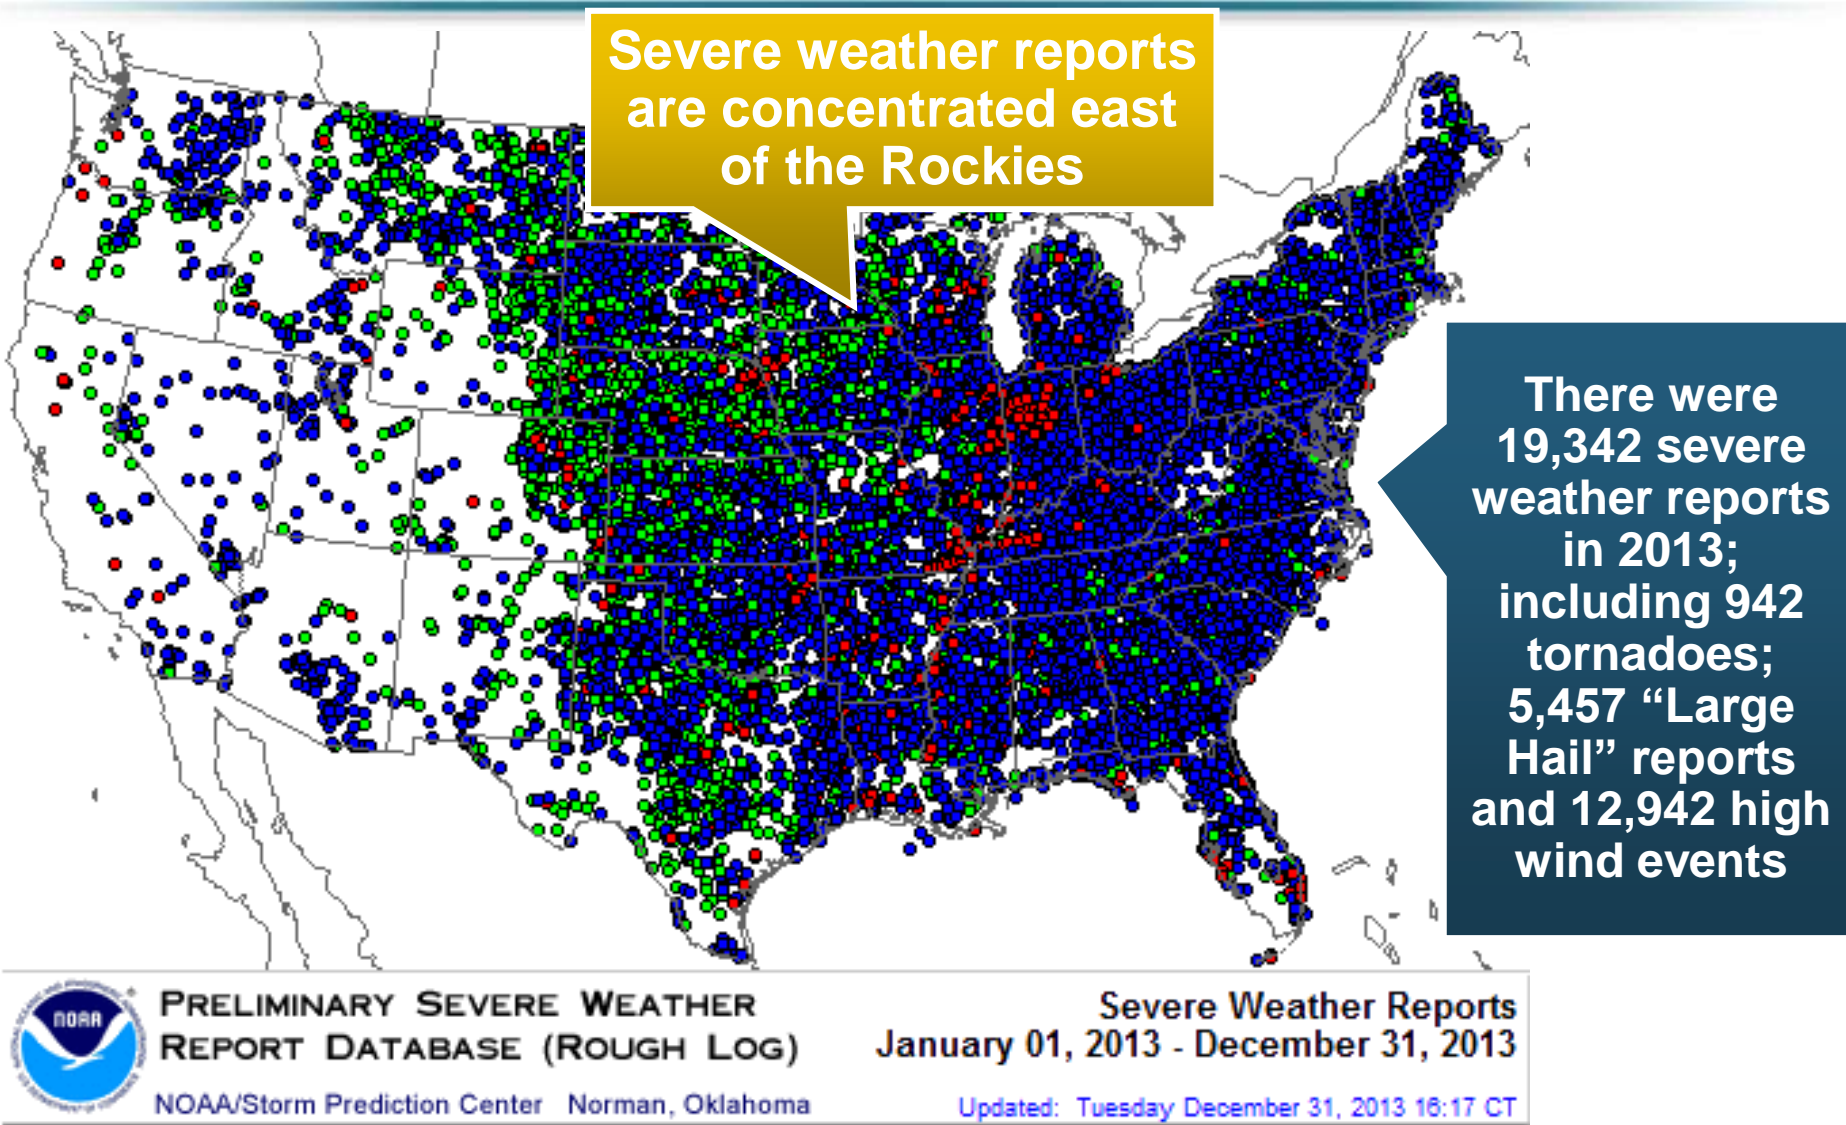 Severe weather reports
are concentrated east
of the Rockies
There were
19,342 severe
weather reports
in 2013;
including 942
tornadoes;
5,457 “Large
Hail” reports
and 12,942 high
wind events
NOAA
PRELIMINARY SEVERE WEATHER
REPORT DATABASE (ROUGH LOG)
NOAA/Storm Prediction Center Norman, Oklahoma
Severe Weather Reports
January 01, 2013 - December 31, 2013
Updated: Tuesday December 31, 2013 16:17 CT